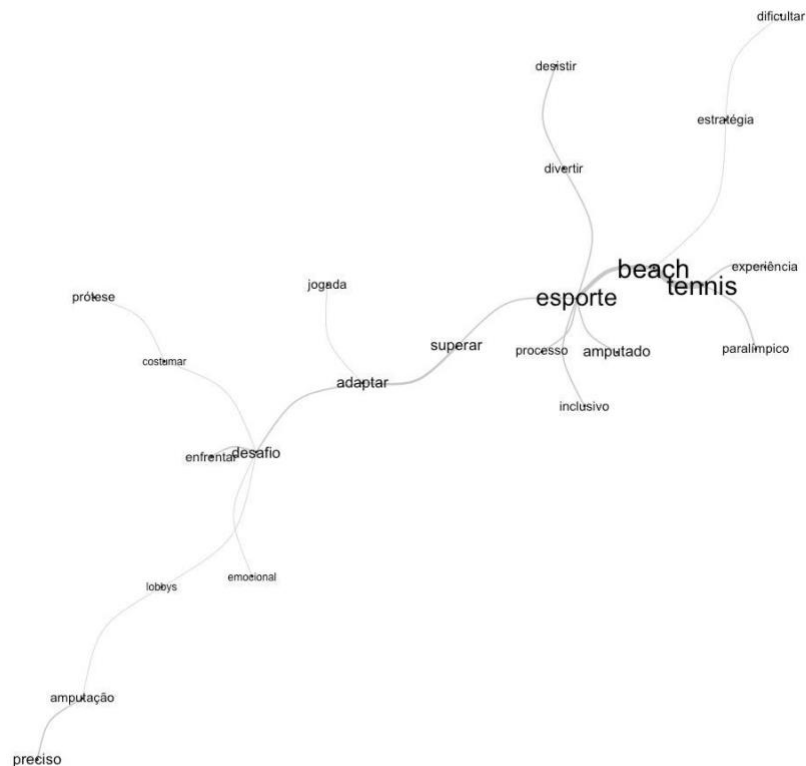 dificultar
desistir
estratégia
divertir
beach
experiência
tennis
jogada
esporte
prótese
superar
processo
amputado
paralímpico
costumar
adaptar
inclusivo
desafio
enfrentar
emocional
lobbys
amputação
preciso